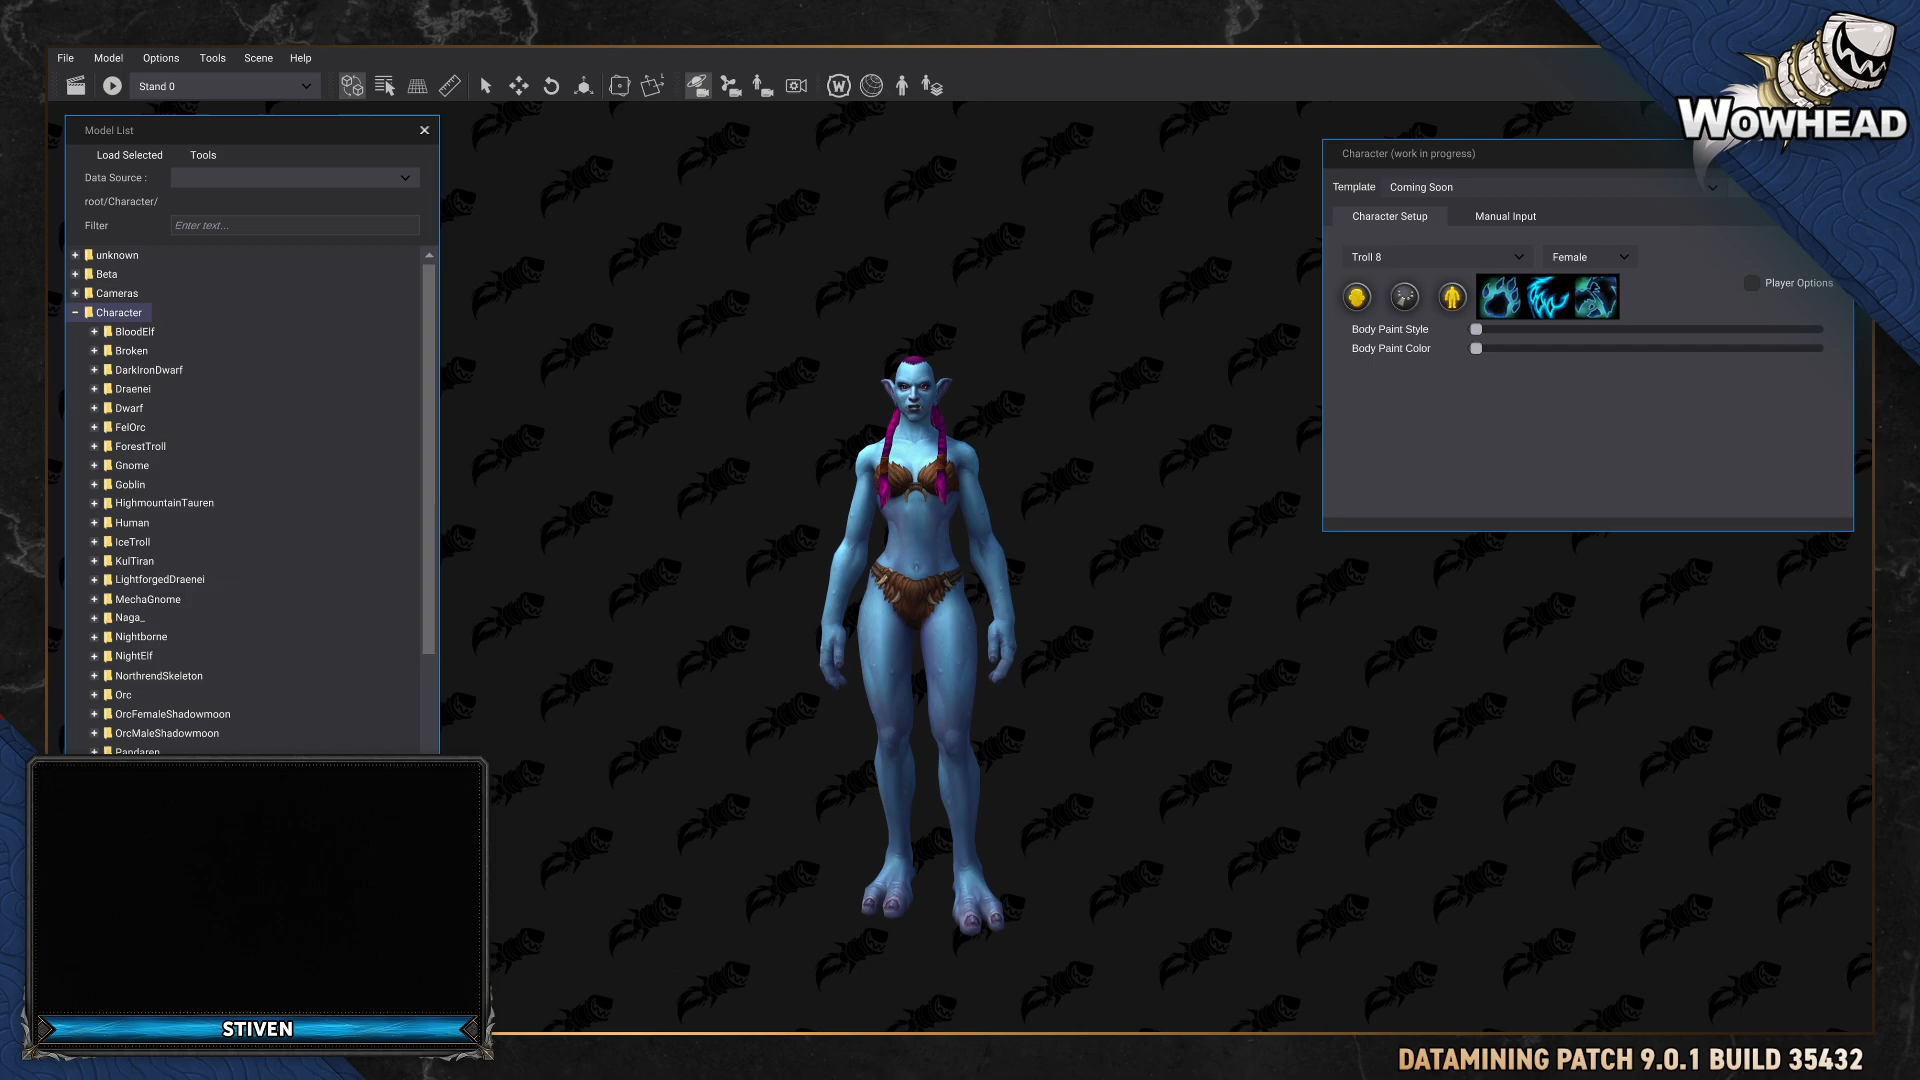 File Model Options Tools Scene Help
Stand 0
Model List
Load Selected Tools
Data Source :
root/Character/
Filter Enter text...
unknown
Beta
Cameras
Character
BloodElf
Broken
DarkIronDwarf
Draenei
Dwarf
FelOrc
ForestTroll
Gnome
Goblin
HighmountainTauren
Human
IceTroll
KulTiran
LightforgedDraenei
MechaGnome
Naga_
Nightborne
NightElf
NorthrendSkeleton
Orc
OrcFemaleShadowmoon
OrcMaleShadowmoon
Pandaren
STIVEN
WOWHEAD
Character (work in progress)
Template Coming Soon
Character Setup Manual Input
Troll 8 Female
Player Options
Body Paint Style
Body Paint Color
DATAMINING PATCH 9.0.1 BUILD 35432